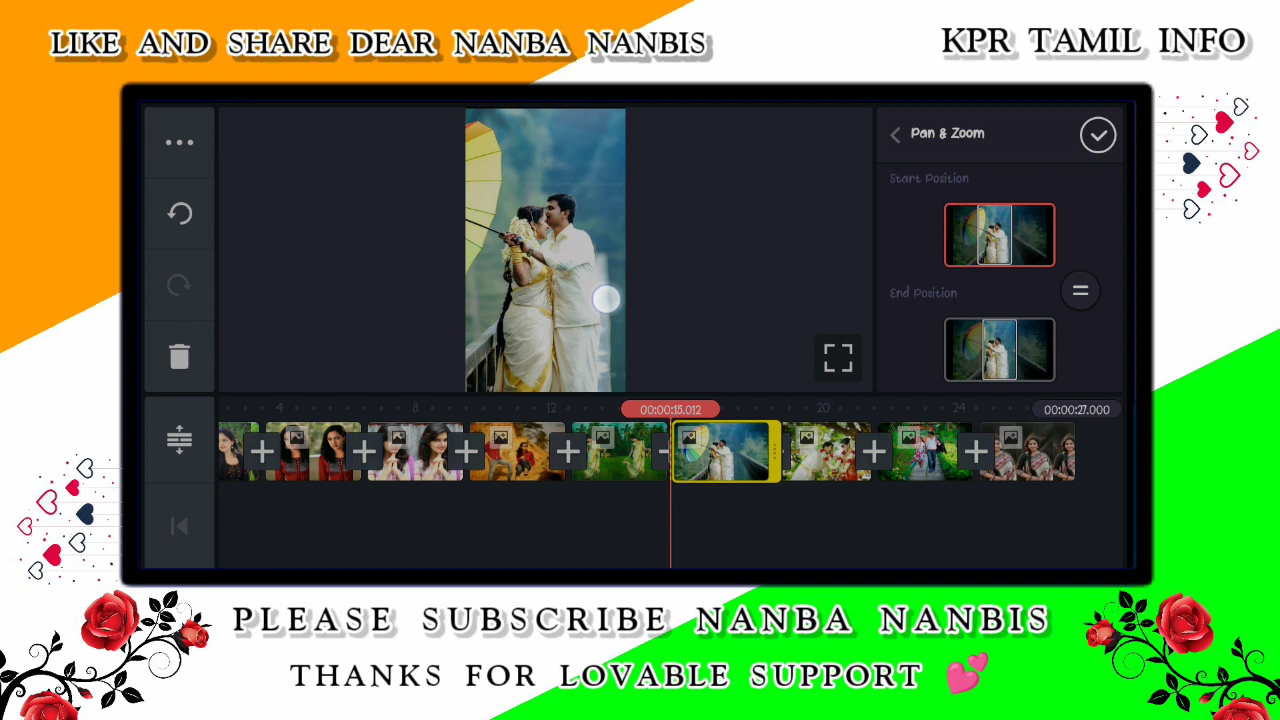 LIKE AND SHARE DEAR NANBA NANBIS
KPR TAMIL INFO
Pan & Zoom
Start Position
End Position
4
8
12
00:00:15.012
20
24
00:00:27.000
PLEASE SUBSCRIBE NANBA NANBIS
THANKS FOR LOVABLE SUPPORT 💕